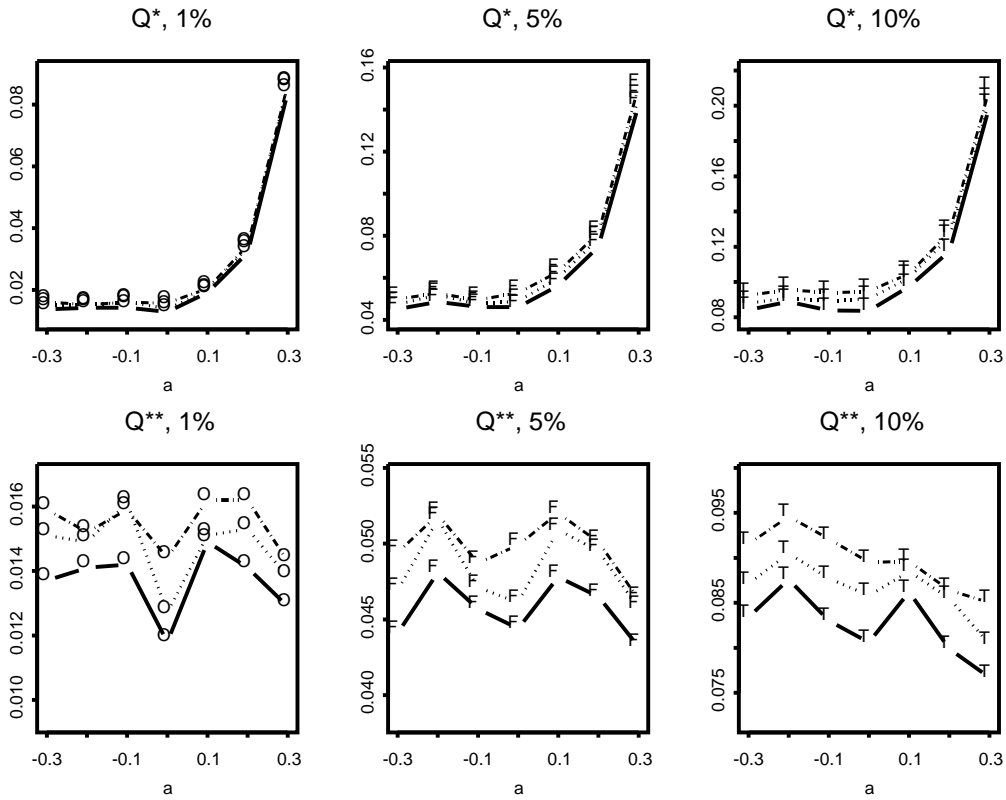 Q*, 1%
0.02 0.04 0.06 0.08
-0.3 -0.1 0.1 0.3
a
Q*, 5%
0.04 0.08 0.12 0.16
-0.3 -0.1 0.1 0.3
a
Q*, 10%
0.08 0.12 0.16 0.20
-0.3 -0.1 0.1 0.3
a
Q**, 1%
0.010 0.012 0.014 0.016
-0.3 -0.1 0.1 0.3
a
Q**, 5%
0.040 0.045 0.050 0.055
-0.3 -0.1 0.1 0.3
a
Q**, 10%
0.075 0.085 0.095
-0.3 -0.1 0.1 0.3
a